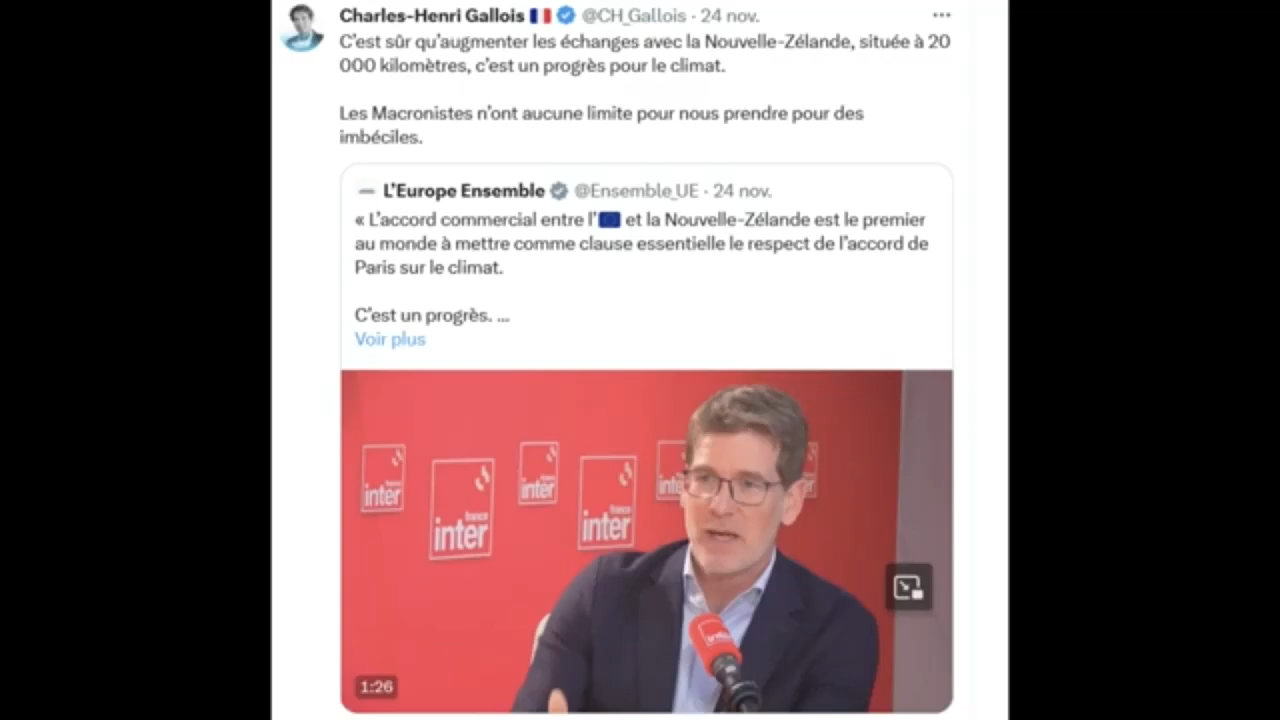 Charles-Henri Gallois 🇫🇷 @CH_Gallois · 24 nov.
C'est sûr qu'augmenter les échanges avec la Nouvelle-Zélande, située à 20
000 kilomètres, c'est un progrès pour le climat.
Les Macronistes n'ont aucune limite pour nous prendre pour des
imbéciles.
L'Europe Ensemble @Ensemble_UE · 24 nov.
« L'accord commercial entre l'🇪🇺 et la Nouvelle-Zélande est le premier
au monde à mettre comme clause essentielle le respect de l'accord de
Paris sur le climat.
C'est un progrès. ...
Voir plus
inter
france
inter
inter
france
inter
inter
inter
1:26